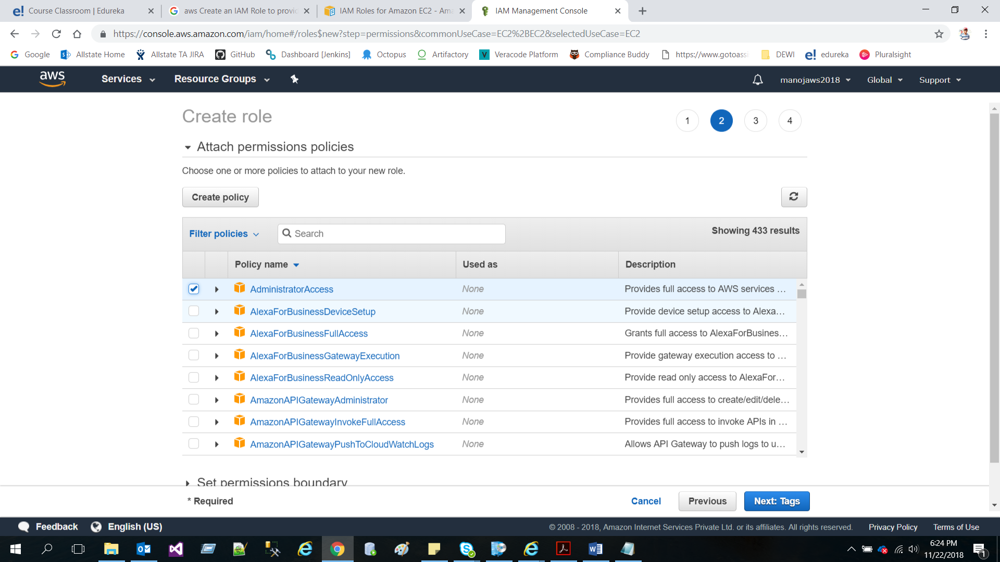 e! Course Classroom | Edureka
aws Create an IAM Role to provi
IAM Roles for Amazon EC2 - Ama
IAM Management Console
https://console.aws.amazon.com/iam/home#/roles$new?step=permissions&commonUseCase=EC2%2BEC2&selectedUseCase=EC2
Google
Allstate Home
Allstate TA JIRA
GitHub
Dashboard [Jenkins]
Octopus
Artifactory
V Veracode Platform
Compliance Buddy
https://www.gotoassi
DEWI
e! edureka
Pluralsight
aws
Services
Resource Groups
manojaws2018
Global
Support
Create role
1 2 3 4
Attach permissions policies
Choose one or more policies to attach to your new role.
Create policy
Filter policies
Search
Showing 433 results
Policy name Used as Description
AdministratorAccess None Provides full access to AWS services ...
AlexaForBusinessDeviceSetup None Provide device setup access to Alexa...
AlexaForBusinessFullAccess None Grants full access to AlexaForBusines...
AlexaForBusinessGatewayExecution None Provide gateway execution access to ...
AlexaForBusinessReadOnlyAccess None Provide read only access to AlexaFor...
AmazonAPIGatewayAdministrator None Provides full access to create/edit/dele...
AmazonAPIGatewayInvokeFullAccess None Provides full access to invoke APIs in ...
AmazonAPIGatewayPushToCloudWatchLogs None Allows API Gateway to push logs to u...
Set permissions boundary
* Required
Cancel
Previous
Next: Tags
Feedback
English (US)
© 2008 - 2018, Amazon Internet Services Private Ltd. or its affiliates. All rights reserved.
Privacy Policy
Terms of Use
6:24 PM
11/22/2018
1